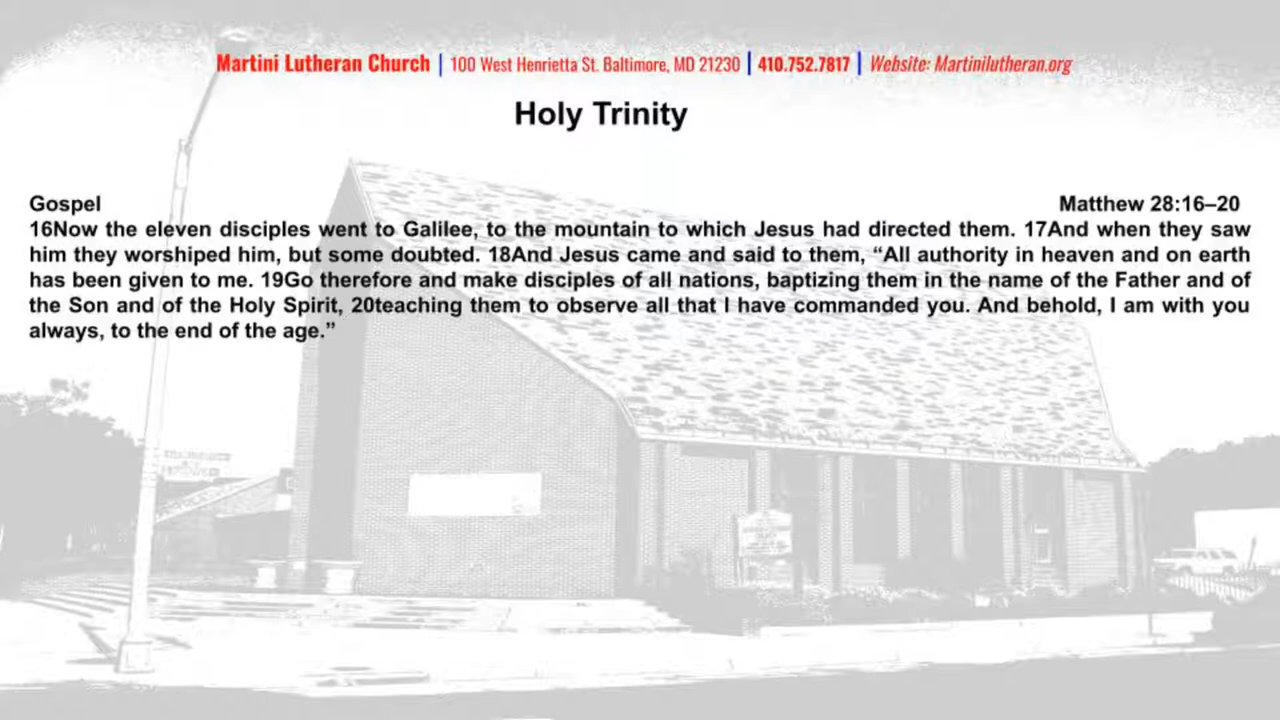 Martini Lutheran Church | 100 West Henrietta St. Baltimore, MD 21230 | 410.752.7817 | Website: Martinilutheran.org
Holy Trinity
Gospel Matthew 28:16–20
16Now the eleven disciples went to Galilee, to the mountain to which Jesus had directed them. 17And when they saw
him they worshiped him, but some doubted. 18And Jesus came and said to them, “All authority in heaven and on earth
has been given to me. 19Go therefore and make disciples of all nations, baptizing them in the name of the Father and of
the Son and of the Holy Spirit, 20teaching them to observe all that I have commanded you. And behold, I am with you
always, to the end of the age.”